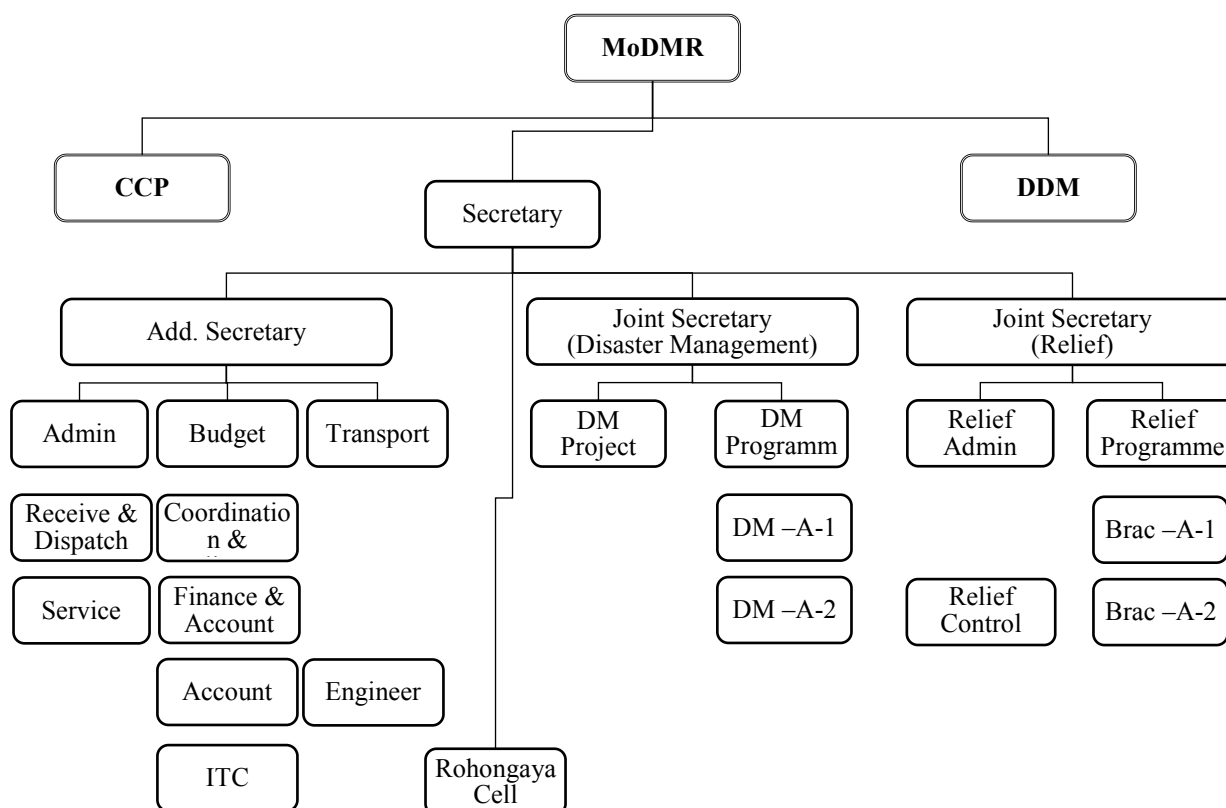 MoDMR
CCP
DDM
Secretary
Add. Secretary
Joint Secretary
(Disaster Management)
Joint Secretary
(Relief)
Admin
Budget
Transport
DM
Project
DM
Programm
Relief
Admin
Relief
Programme
Receive &
Dispatch
Coordinatio
n &
DM –A-1
Brac –A-1
Service
Finance &
Account
DM –A-2
Relief
Control
Brac –A-2
Account
Engineer
ITC
Rohongaya
Cell